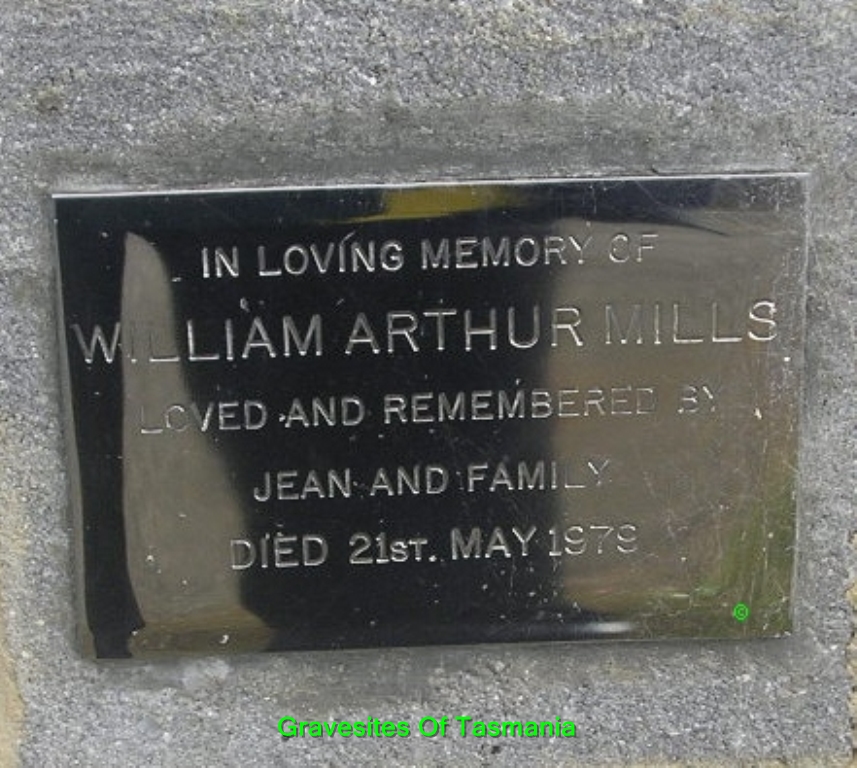 IN LOVING MEMORY OF
WILLIAM ARTHUR MILLS
LOVED AND REMEMBERED BY
JEAN AND FAMILY
DIED 21ST. MAY 1979
©
Gravesites Of Tasmania